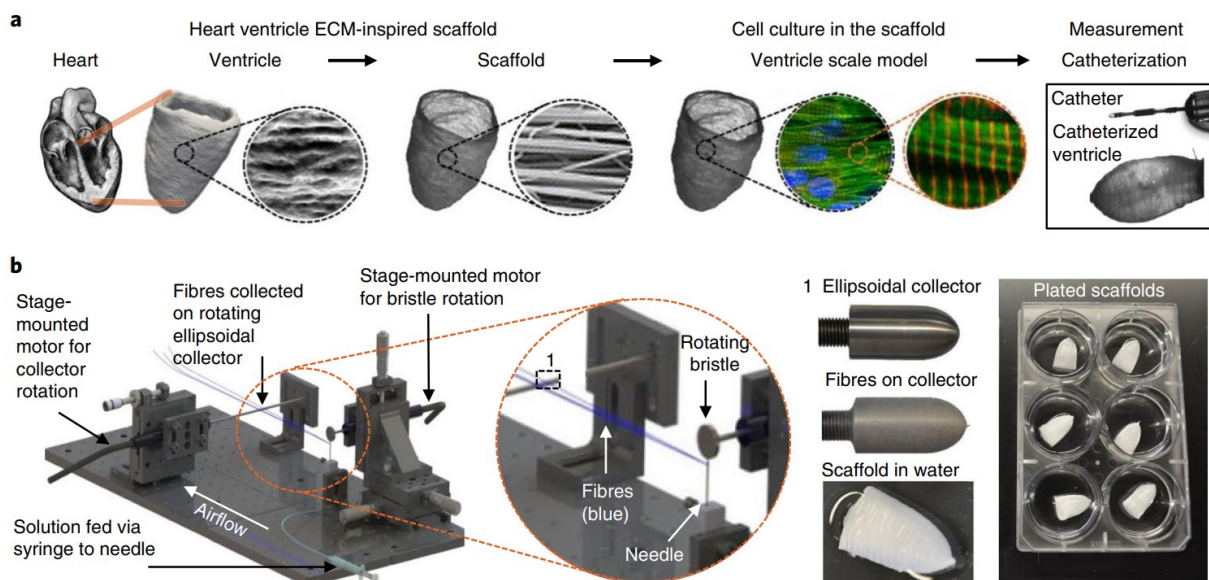 a
Heart ventricle ECM-inspired scaffold
Cell culture in the scaffold
Measurement
Heart
Ventricle
Scaffold
Ventricle scale model
Catheterization
Catheter
Catheterized
ventricle
b
Stage-
mounted
motor for
collector
rotation
Fibres collected
on rotating
ellipsoidal
collector
Stage-mounted motor
for bristle rotation
Airflow
Solution fed via
syringe to needle
1
Rotating
bristle
Fibres
(blue)
Needle
1 Ellipsoidal collector
Fibres on collector
Scaffold in water
Plated scaffolds